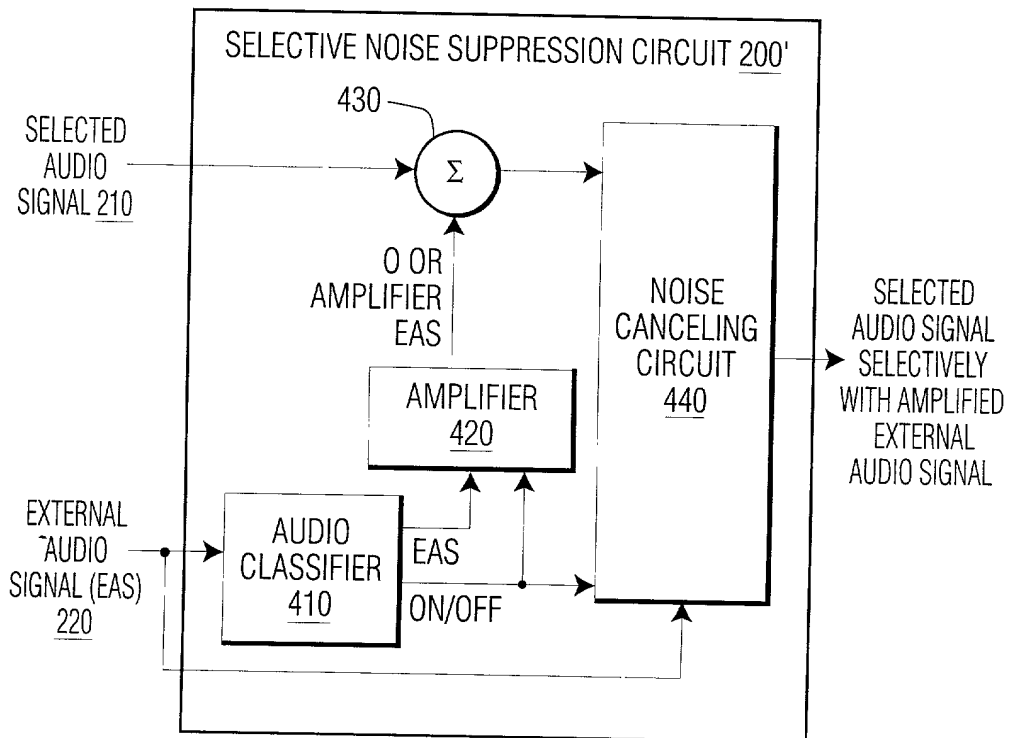 SELECTIVE NOISE SUPPRESSION CIRCUIT 200'
430
SELECTED
AUDIO
SIGNAL 210
Σ
O OR
AMPLIFIER
EAS
NOISE
CANCELING
CIRCUIT
440
SELECTED
AUDIO SIGNAL
SELECTIVELY
WITH AMPLIFIED
EXTERNAL
AUDIO SIGNAL
AMPLIFIER
420
EXTERNAL
AUDIO
SIGNAL (EAS)
220
AUDIO
CLASSIFIER
410
EAS
ON/OFF